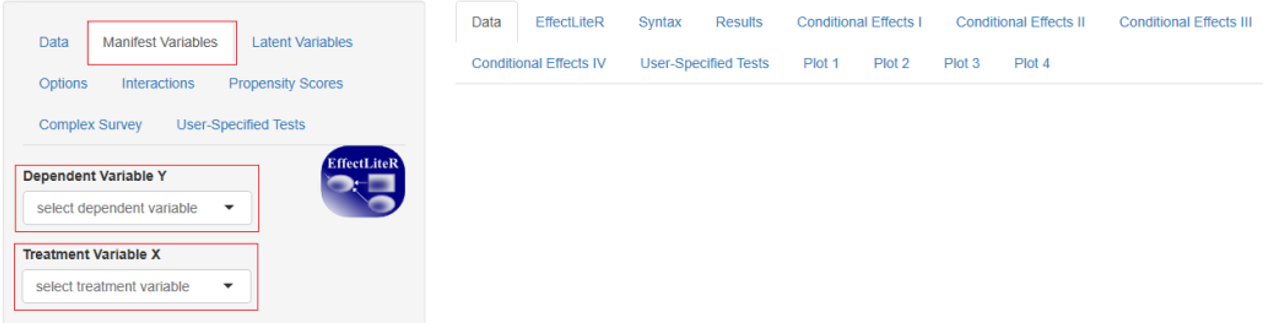 Data Manifest Variables Latent Variables
Options Interactions Propensity Scores
Complex Survey User-Specified Tests
EffectLiteR
Dependent Variable Y
select dependent variable
Treatment Variable X
select treatment variable
Data EffectLiteR Syntax Results Conditional Effects I Conditional Effects II Conditional Effects III
Conditional Effects IV User-Specified Tests Plot 1 Plot 2 Plot 3 Plot 4